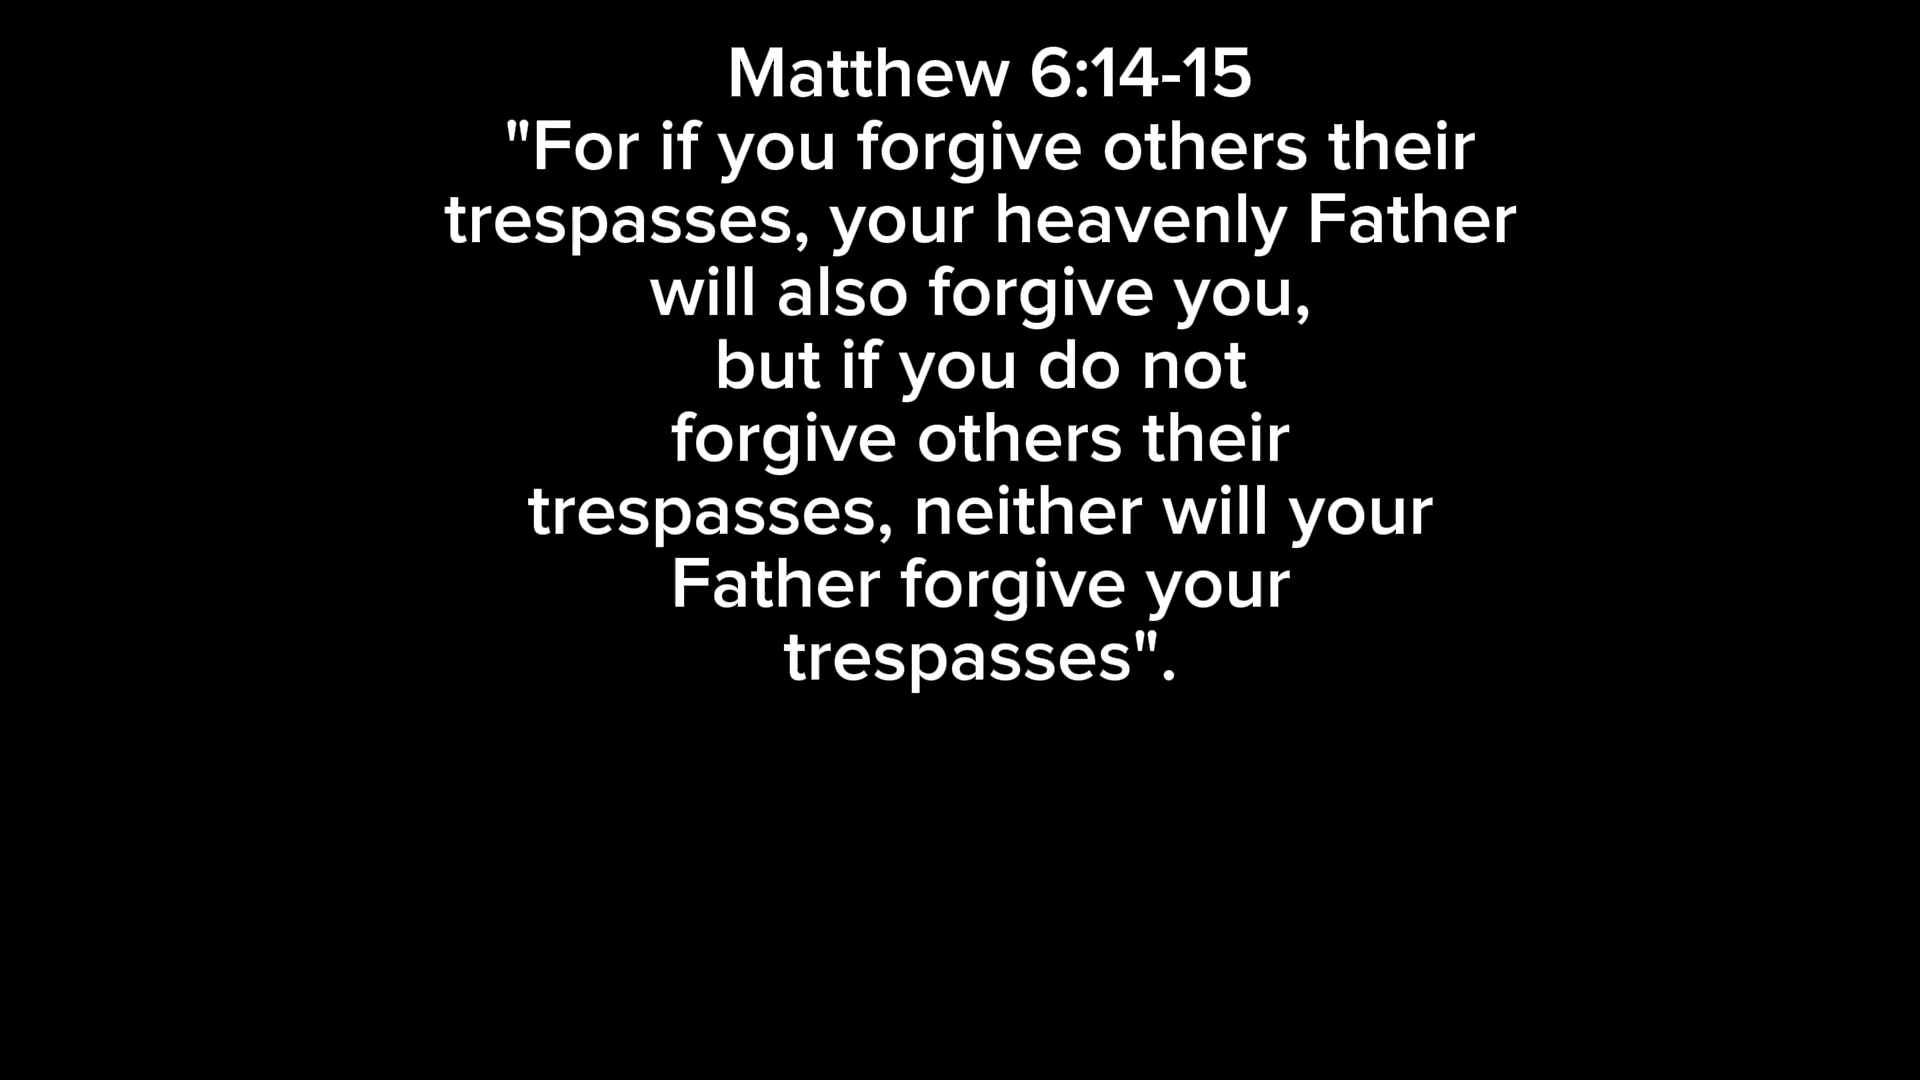 Matthew 6:14-15
"For if you forgive others their
trespasses, your heavenly Father
will also forgive you,
but if you do not
forgive others their
trespasses, neither will your
Father forgive your
trespasses".